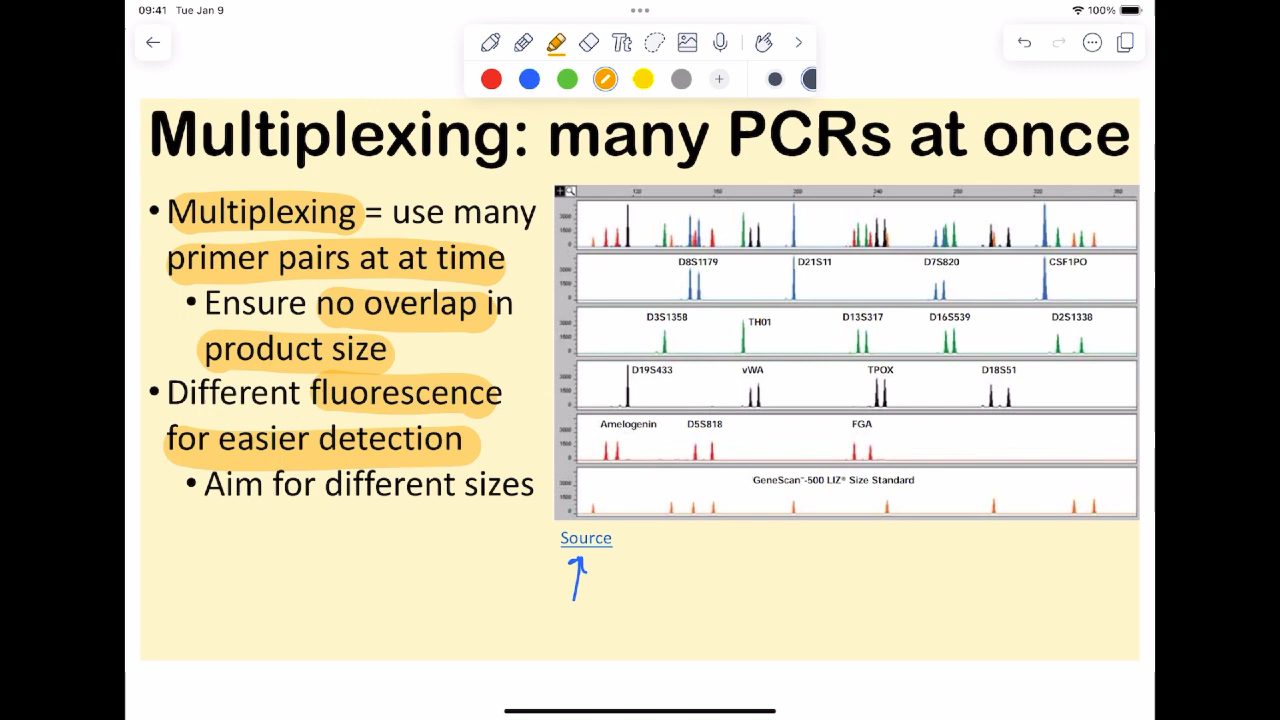 09:41 Tue Jan 9
100%
Tt
Multiplexing: many PCRs at once
• Multiplexing = use many
primer pairs at at time
• Ensure no overlap in
product size
• Different fluorescence
for easier detection
• Aim for different sizes
D8S1179 D21S11 D7S820 CSF1PO
D3S1358 TH01 D13S317 D16S539 D2S1338
D19S433 vWA TPOX D18S51
Amelogenin D5S818 FGA
GeneScan™-500 LIZ® Size Standard
Source